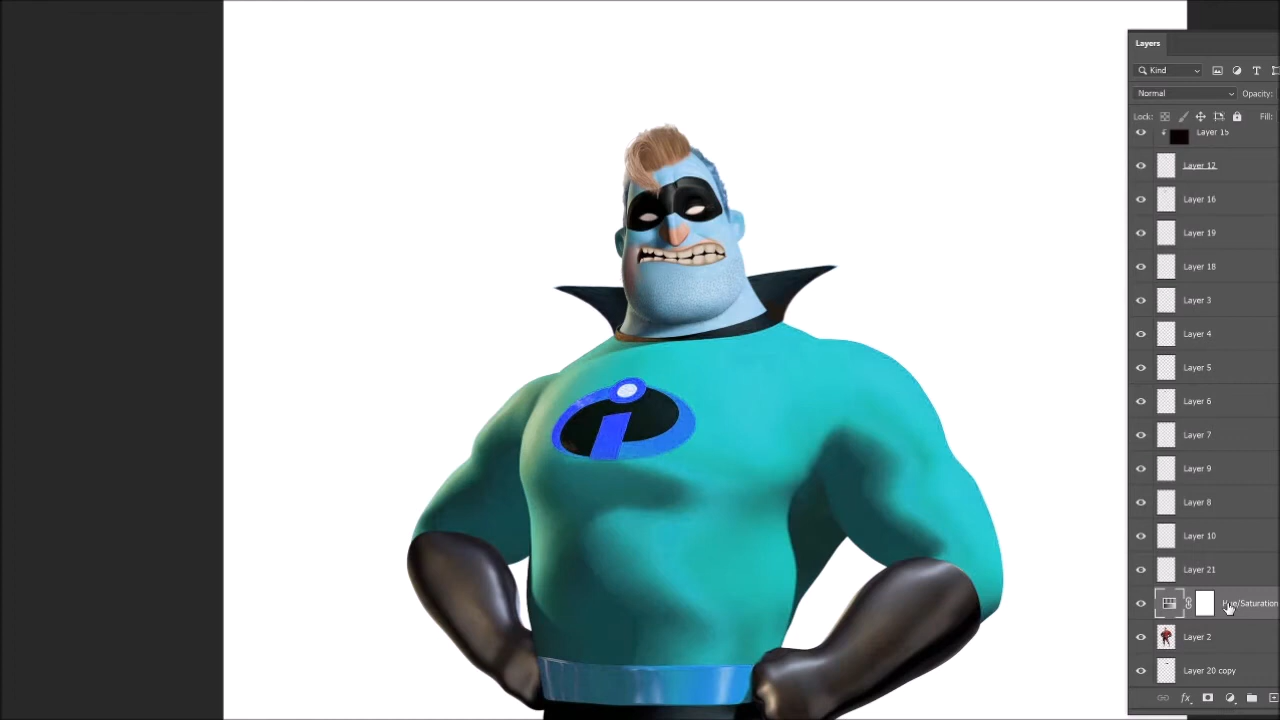 Layers
Kind
Normal
Opacity:
Lock:
Fill:
Layer 15
Layer 12
Layer 16
Layer 19
Layer 18
Layer 3
Layer 4
Layer 5
Layer 6
Layer 7
Layer 9
Layer 8
Layer 10
Layer 21
Hue/Saturation
Layer 2
Layer 20 copy
fx
i